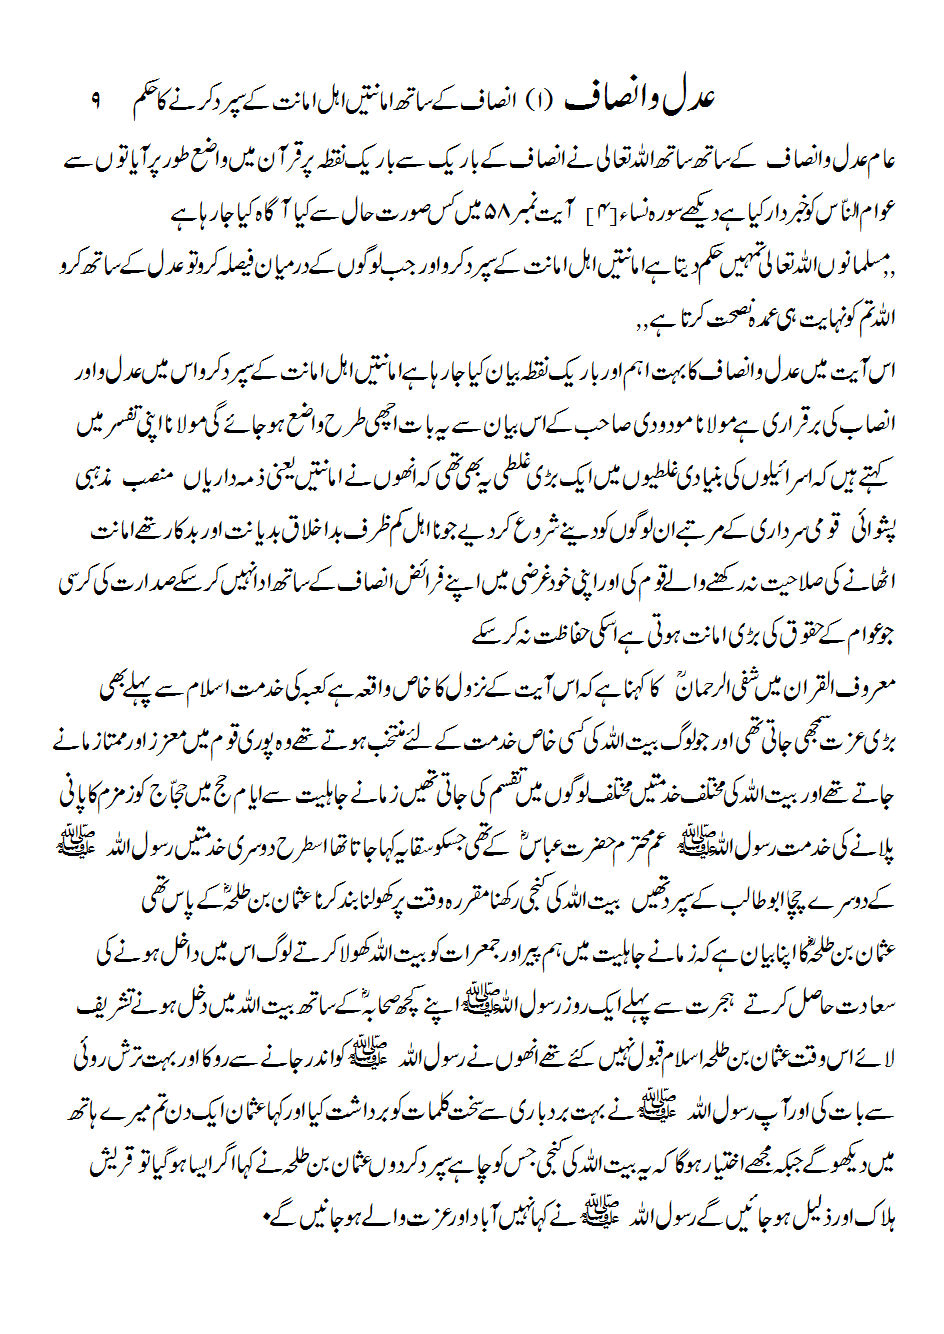 عدل و انصاف (۱) انصاف کے ساتھ امانتیں اہل امانت کے سپرد کرنے کا حکم ۹
عام عدل و انصاف کے ساتھ ساتھ اللہ تعالی نے انصاف کے باریک سے باریک نقطہ پر قرآن میں واضع طور پر آیاتوں سے
عوام النّاس کو خبردار کیا ہے دیکھے سورہ نساء [۴] آیت نمبر ۵۸ میں کس صورت حال سے کیا آگاہ کیا جا رہا ہے
,,مسلمانوں اللہ تعالی تمہیں حکم دیتا ہے امانتیں اہل امانت کے سپرد کرو اور جب لوگوں کے درمیان فیصلہ کرو تو عدل کے ساتھ کرو
اللہ تم کو نہایت ہی عمدہ نصحت کرتا ہے,,
اس آیت میں عدل و انصاف کا بہت اہم اور باریک نقطہ بیان کیا جا رہا ہے امانتیں اہل امانت کے سپرد کرو اس میں عدل و اور
انصاب کی برقراری ہے مولانا مودودی صاحب کے اس بیان سے یہ بات اچھی طرح واضع ہو جائے گی مولانا اپنی تفسر میں
کہتے ہیں کہ اسرائیلوں کی بنیادی غلطیوں میں ایک بڑی غلطی یہ بھی تھی کہ انھوں نے امانتیں یعنی ذمہ داریاں منصب مذہبی
پشوائی قومی سرداری کے مرتبے ان لوگوں کو دینے شروع کر دیے جو نا اہل کم ظرف بد اخلاق بدیانت اور بدکار تھے امانت
اٹھانے کی صلاحیت نہ رکھنے والے قوم کی اور اپنی خود غرضی میں اپنے فرائض انصاف کے ساتھ ادا نہیں کر سکے صدارت کی کرسی
جو عوام کے حقوق کی بڑی امانت ہوتی ہے اسکی حفاظت نہ کر سکے
معروف القران میں شفی الرحمانؒ کا کہنا ہے کہ اس آیت کے نزول کا خاص واقعہ ہے کعبہ کی خدمت اسلام سے پہلے بھی
بڑی عزت سمجھی جاتی تھی اور جو لوگ بیت اللہ کی کسی خاص خدمت کے لئے منتخب ہوتے تھے وہ پوری قوم میں معزز اور ممتاز مانے
جاتے تھے اور بیت اللہ کی مختلف خدمتیں مختلف لوگوں میں تقسم کی جاتی تھیں زمانے جاہلیت سے ایام حج میں حجّاج کو زمزم کا پانی
پلانے کی خدمت رسول اللہ ﷺ عم محترم حضرت عباسؓ کے تھی جسکو سقایہ کہا جاتا تھا اسطرح دوسری خدمتیں رسول اللہ ﷺ
کے دوسرے چچا ابو طالب کے سپرد تھیں بیت اللہ کی کنجی رکھنا مقررہ وقت پر کھولنا بند کرنا عثمان بن طلحہؓ کے پاس تھی
عثمان بن طلحہؓ کا اپنا بیان ہے کہ زمانے جاہلیت میں ہم پیر اور جمعرات کو بیت اللہ کھولا کرتے لوگ اس میں داخل ہونے کی
سعادت حاصل کرتے ہجرت سے پہلے ایک روز رسول اللہ ﷺ اپنے کچھ صحابہؓ کے ساتھ بیت اللہ میں دخل ہونے تشریف
لائے اس وقت عثمان بن طلحہ اسلام قبول نہیں کئے تھے انھوں نے رسول اللہ ﷺ کو اندر جانے سے روکا اور بہت ترش روئی
سے بات کی اور آپ رسول اللہ ﷺ نے بہت بردباری سے سخت کلمات کو برداشت کیا اور کہا عثمان ایک دن تم میرے ہاتھ
میں دیکھو گے جبکہ مجھے اختیار ہو گا کہ یہ بیت اللہ کی کنجی جس کو چاہے سپرد کر دوں عثمان بن طلحہ نے کہا اگر ایسا ہو گیا تو قریش
ہلاک اور ذلیل ہو جائیں گے رسول اللہ ﷺ نے کہا نہیں آباد اور عزت والے ہو جائیں گے۔